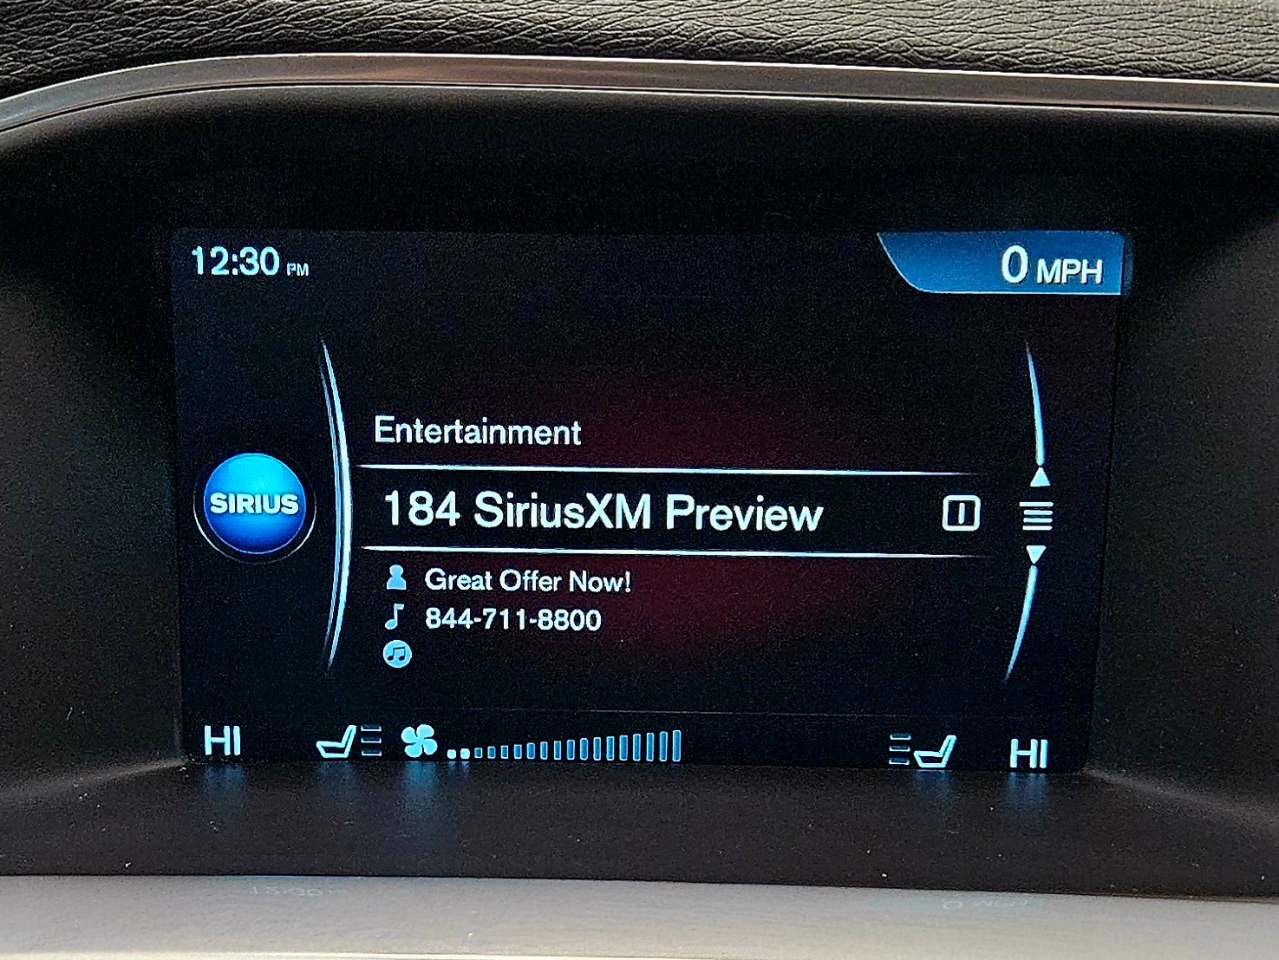 12:30 PM
0 MPH
Entertainment
SIRIUS
184 SiriusXM Preview
Great Offer Now!
844-711-8800
HI
HI